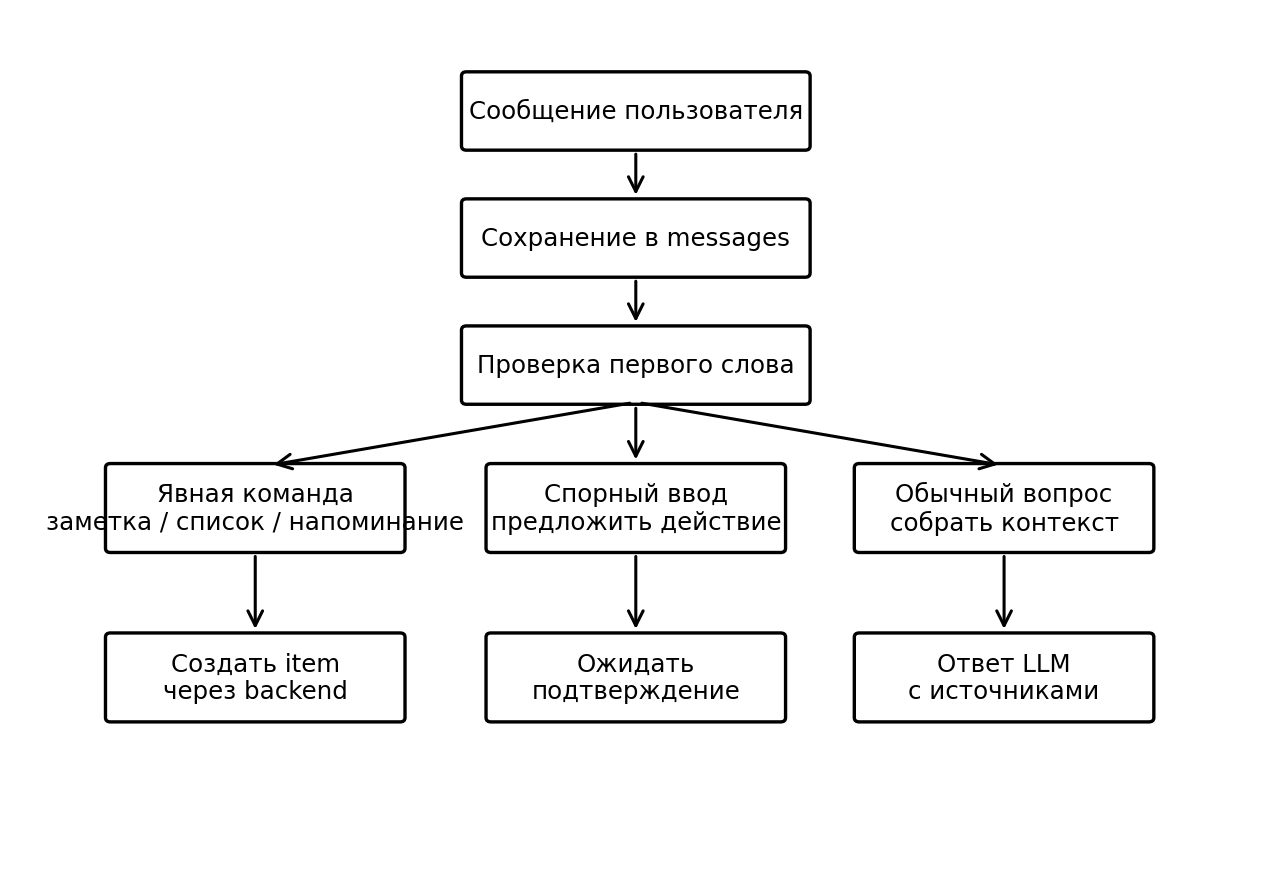 Сообщение пользователя
Сохранение в messages
Проверка первого слова
Явная команда
заметка / список / напоминание
Спорный ввод
предложить действие
Обычный вопрос
собрать контекст
Создать item
через backend
Ожидать
подтверждение
Ответ LLM
с источниками